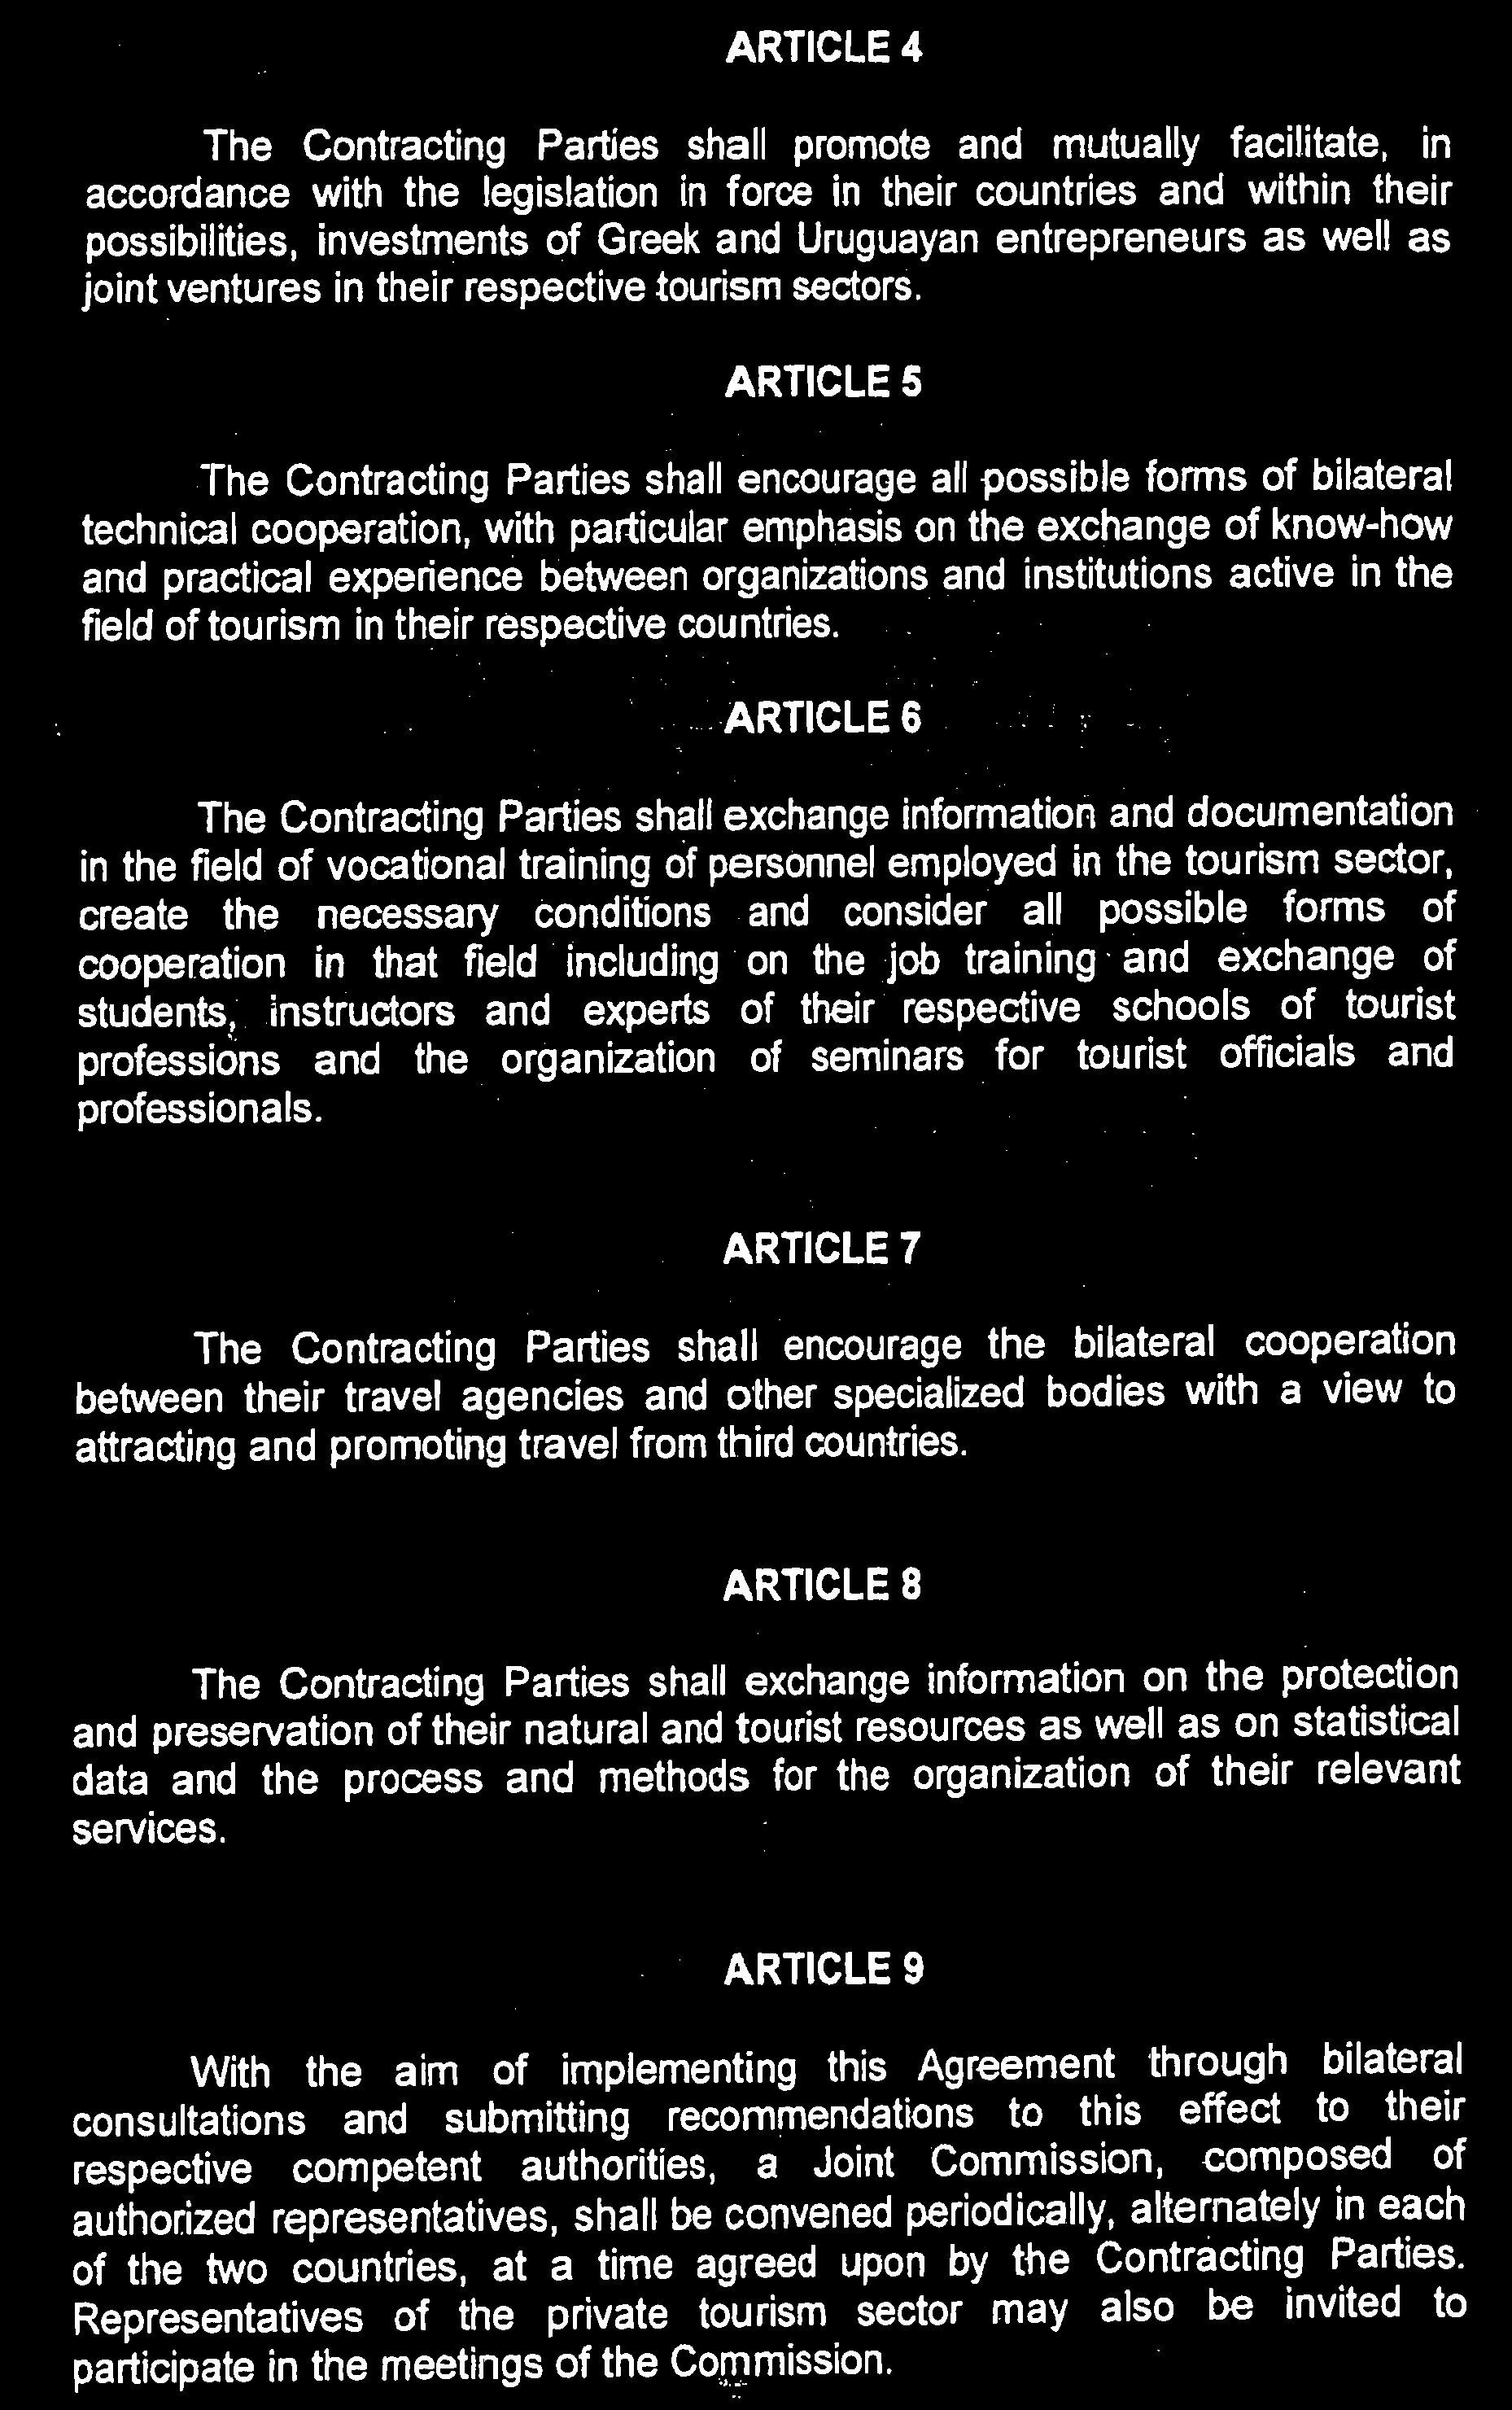 ARTICLE 4
The Contracting Parties shall promote and mutually facilitate, in
accordance with the legislation in force in their countries and within their
possibilities, investments of Greek and Uruguayan entrepreneurs as well as
joint ventures in their respective tourism sectors.
ARTICLE 5
The Contracting Parties shall encourage all possible forms of bilateral
technical cooperation, with particular emphasis on the exchange of know-how
and practical experience between organizations and institutions active in the
field of tourism in their respective countries.
ARTICLE 6
The Contracting Parties shall exchange information and documentation
in the field of vocational training of personnel employed in the tourism sector,
create the necessary conditions and consider all possible forms of
cooperation in that field including on the job training and exchange of
students, instructors and experts of their respective schools of tourist
professions and the organization of seminars for tourist officials and
professionals.
ARTICLE 7
The Contracting Parties shall encourage the bilateral cooperation
between their travel agencies and other specialized bodies with a view to
attracting and promoting travel from third countries.
ARTICLE 8
The Contracting Parties shall exchange information on the protection
and preservation of their natural and tourist resources as well as on statistical
data and the process and methods for the organization of their relevant
services.
ARTICLE 9
With the aim of implementing this Agreement through bilateral
consultations and submitting recommendations to this effect to their
respective competent authorities, a Joint Commission, composed of
authorized representatives, shall be convened periodically, alternately in each
of the two countries, at a time agreed upon by the Contracting Parties.
Representatives of the private tourism sector may also be invited to
participate in the meetings of the Commission.